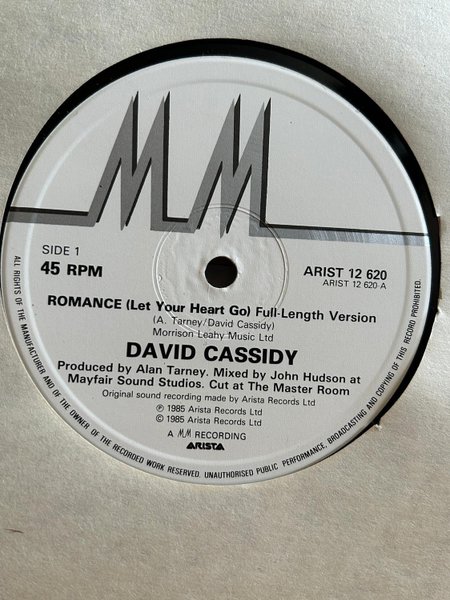 MM
SIDE 1
45 RPM
ARIST 12 620
ARIST 12 620-A
ROMANCE (Let Your Heart Go) Full-Length Version
(A. Tarney/David Cassidy)
Morrison Leahy Music Ltd
DAVID CASSIDY
Produced by Alan Tarney. Mixed by John Hudson at
Mayfair Sound Studios. Cut at The Master Room
Original sound recording made by Arista Records Ltd
℗ 1985 Arista Records Ltd
© 1985 Arista Records Ltd
A MM RECORDING
ARISTA
ALL RIGHTS OF THE MANUFACTURER AND OF THE OWNER OF THE RECORDED WORK RESERVED. UNAUTHORISED PUBLIC PERFORMANCE, BROADCASTING AND COPYING OF THIS RECORD PROHIBITED.